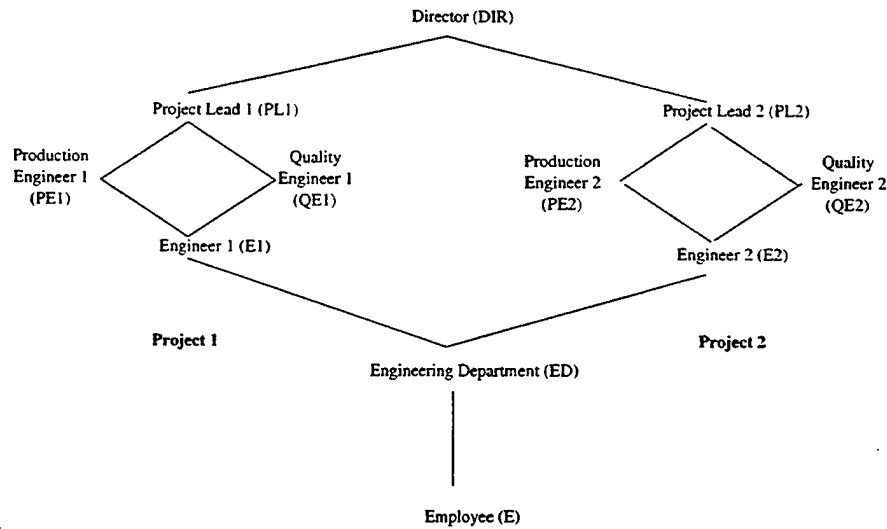 Director (DIR)
Project Lead 1 (PL1)
Project Lead 2 (PL2)
Production
Engineer 1
(PE1)
Quality
Engineer 1
(QE1)
Production
Engineer 2
(PE2)
Quality
Engineer 2
(QE2)
Engineer 1 (E1)
Engineer 2 (E2)
Project 1
Project 2
Engineering Department (ED)
Employee (E)